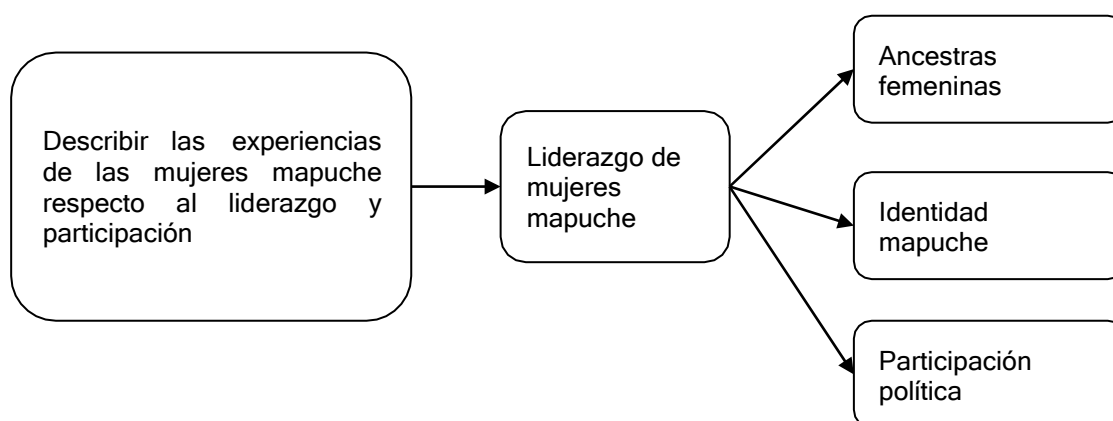 Describir las experiencias
de las mujeres mapuche
respecto al liderazgo y
participación
Liderazgo de
mujeres
mapuche
Ancestras
femeninas
Identidad
mapuche
Participación
política